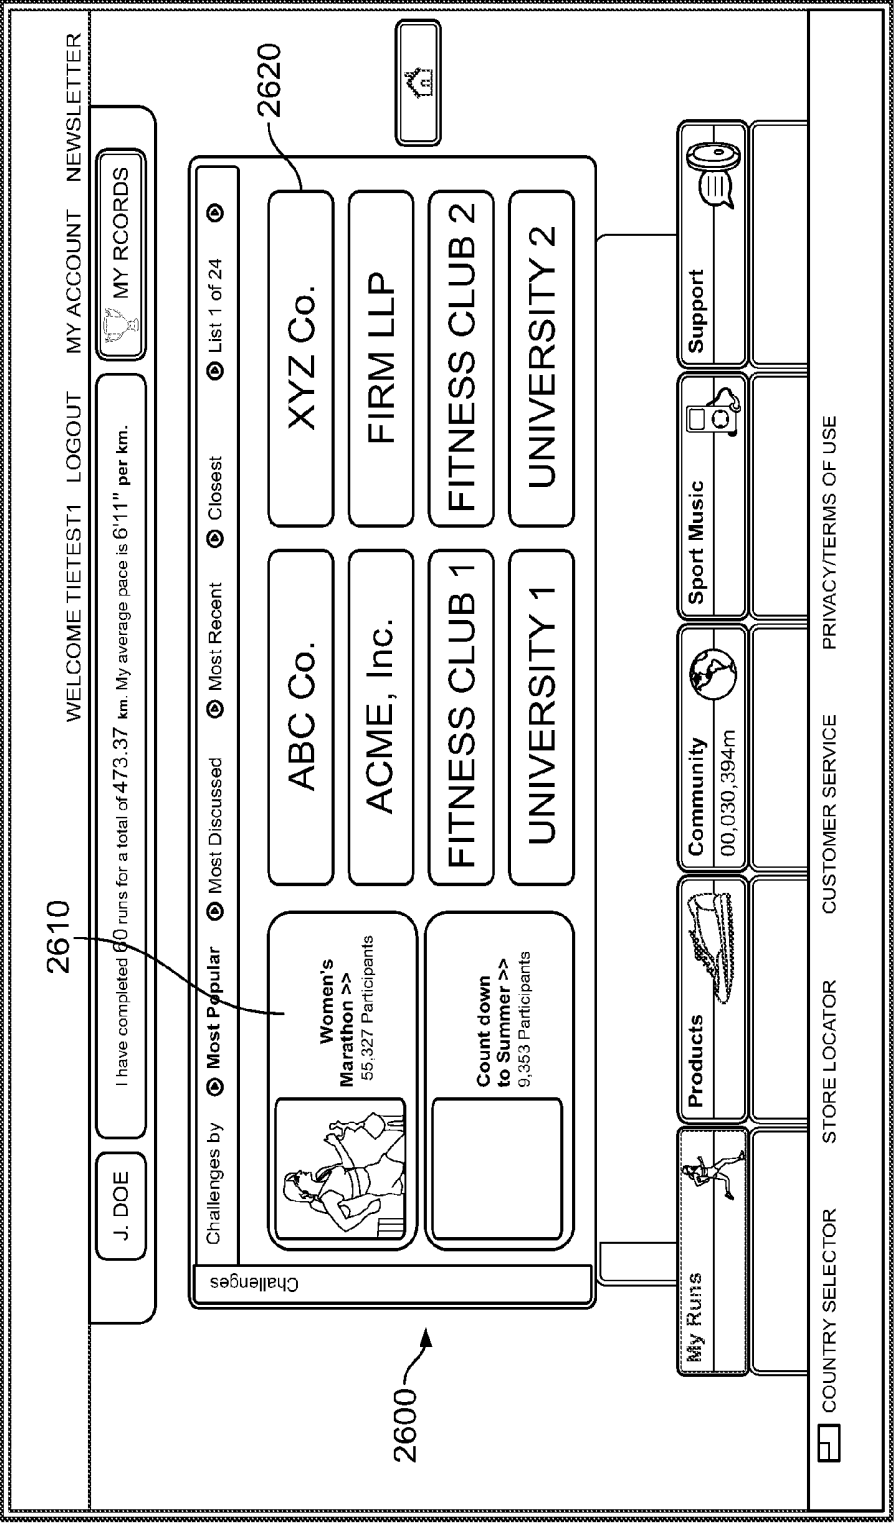 WELCOME TIETEST1 LOGOUT MY ACCOUNT NEWSLETTER
2610
J. DOE
I have completed 60 runs for a total of 473.37 km. My average pace is 6'11" per km.
MY RCORDS
2620
Challenges by Most Popular Most Discussed Most Recent Closest List 1 of 24
Challenges
Women's
Marathon >>
55,327 Participants
ABC Co.
XYZ Co.
ACME, Inc.
FIRM LLP
Count down
to Summer >>
9,353 Participants
FITNESS CLUB 1
FITNESS CLUB 2
UNIVERSITY 1
UNIVERSITY 2
2600
My Runs
Products
Community
00,030,394m
Sport Music
Support
COUNTRY SELECTOR STORE LOCATOR CUSTOMER SERVICE PRIVACY/TERMS OF USE